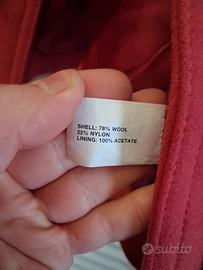 SHELL: 78% WOOL
22% NYLON
LINING: 100% ACETATE
subito